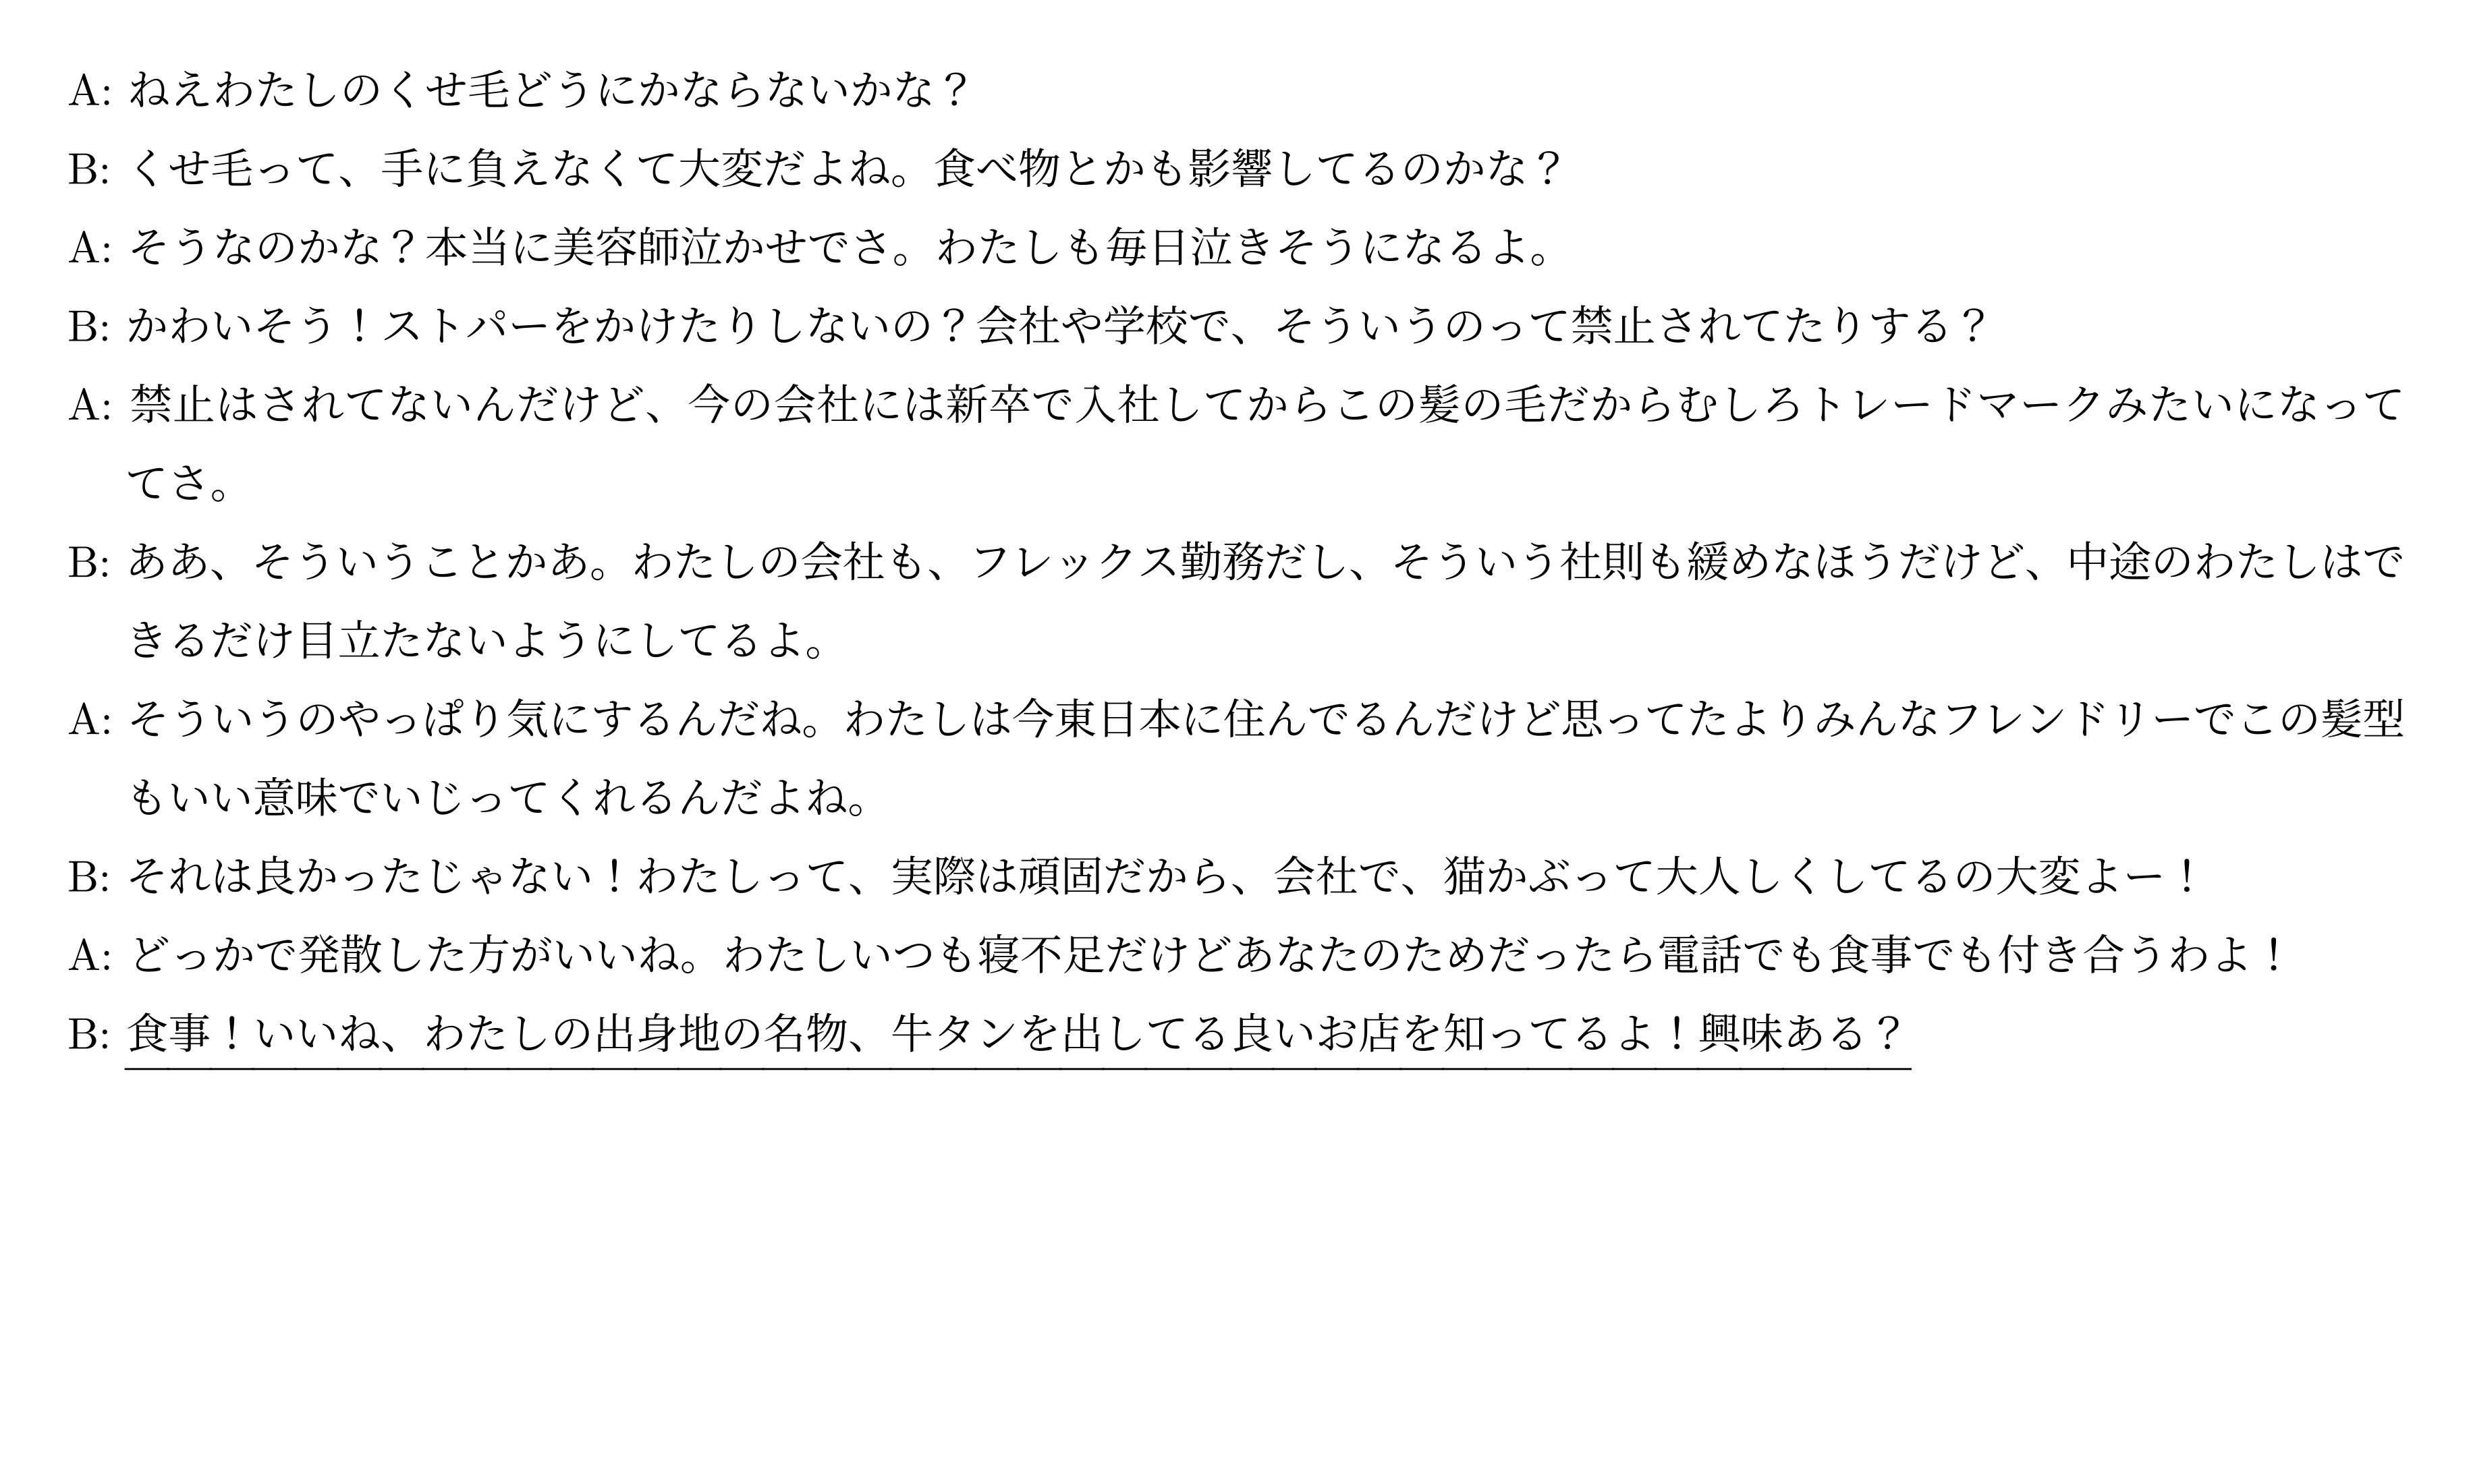 A: ねえわたしのくせ毛どうにかならないかな？
B: くせ毛って、手に負えなくて大変だよね。食べ物とかも影響してるのかな？
A: そうなのかな？本当に美容師泣かせでさ。わたしも毎日泣きそうになるよ。
B: かわいそう！ストパーをかけたりしないの？会社や学校で、そういうのって禁止されてたりする？
A: 禁止はされてないんだけど、今の会社には新卒で入社してからこの髪の毛だからむしろトレードマークみたいになって
てさ。
B: ああ、そういうことかあ。わたしの会社も、フレックス勤務だし、そういう社則も緩めなほうだけど、中途のわたしはで
きるだけ目立たないようにしてるよ。
A: そういうのやっぱり気にするんだね。わたしは今東日本に住んでるんだけど思ってたよりみんなフレンドリーでこの髪型
もいい意味でいじってくれるんだよね。
B: それは良かったじゃない！わたしって、実際は頑固だから、会社で、猫かぶって大人しくしてるの大変よー！
A: どっかで発散した方がいいね。わたしいつも寝不足だけどあなたのためだったら電話でも食事でも付き合うわよ！
B: 食事！いいね、わたしの出身地の名物、牛タンを出してる良いお店を知ってるよ！興味ある？